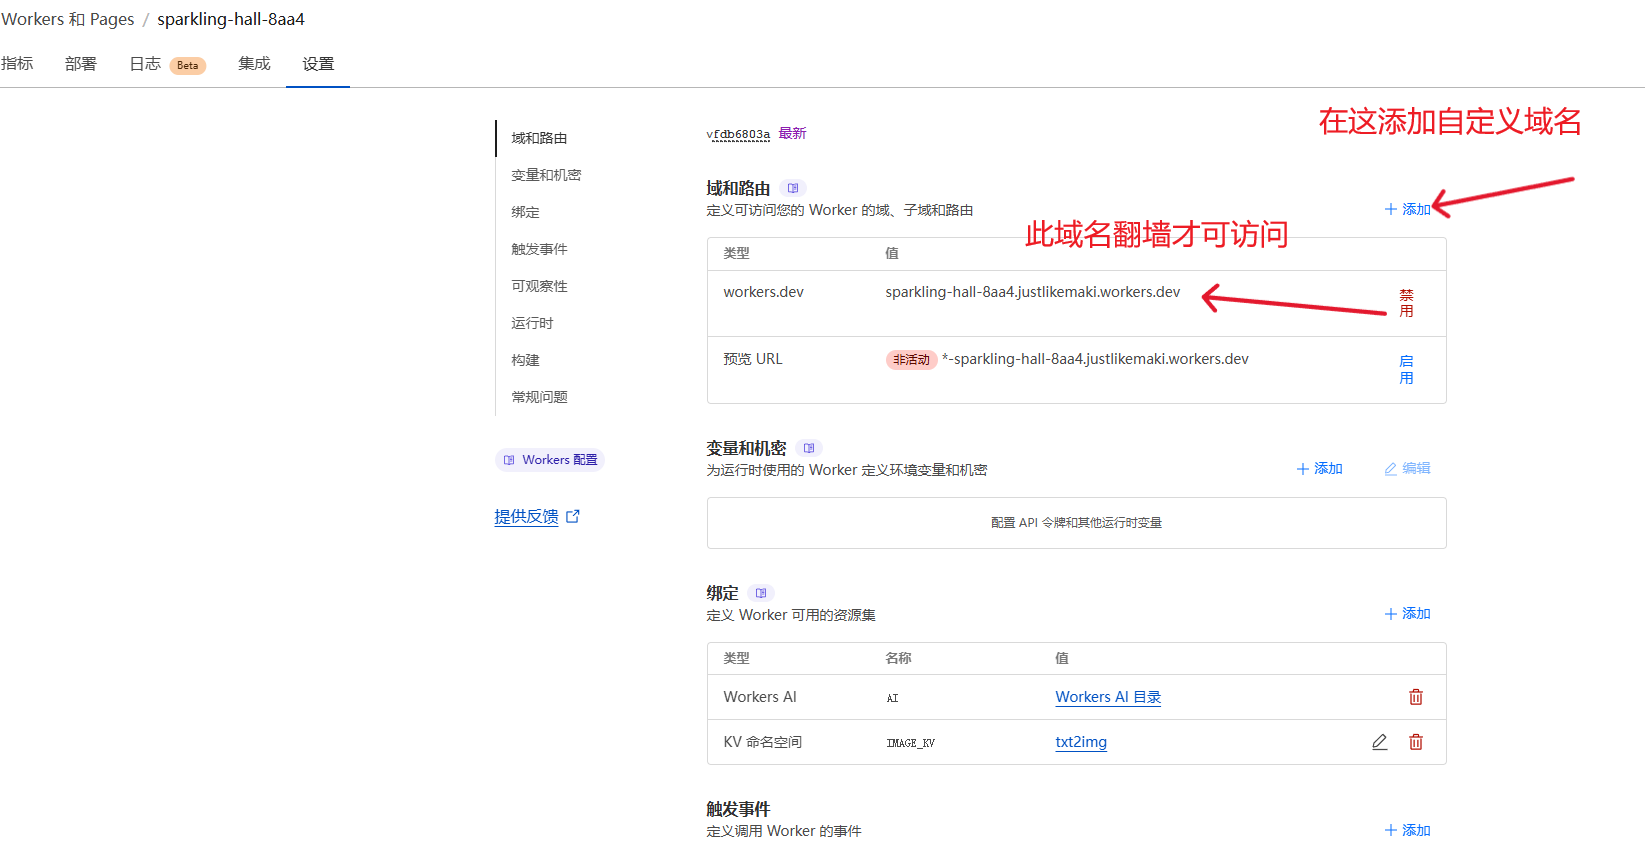 Workers 和 Pages / sparkling-hall-8aa4
指标 部署 日志 Beta 集成 设置
在这添加自定义域名
域和路由
变量和机密
绑定
触发事件
可观察性
运行时
构建
常规问题
Workers 配置
提供反馈
vfdb6803a 最新
域和路由
定义可访问您的 Worker 的域、子域和路由
+ 添加
此域名翻墙才可访问
类型 值
workers.dev sparkling-hall-8aa4.justlikemaki.workers.dev 禁用
预览 URL 非活动 *-sparkling-hall-8aa4.justlikemaki.workers.dev 启用
变量和机密
为运行时使用的 Worker 定义环境变量和机密
+ 添加 编辑
配置 API 令牌和其他运行时变量
绑定
定义 Worker 可用的资源集
+ 添加
类型 名称 值
Workers AI AI Workers AI 目录
KV 命名空间 IMAGE_KV txt2img
触发事件
定义调用 Worker 的事件
+ 添加